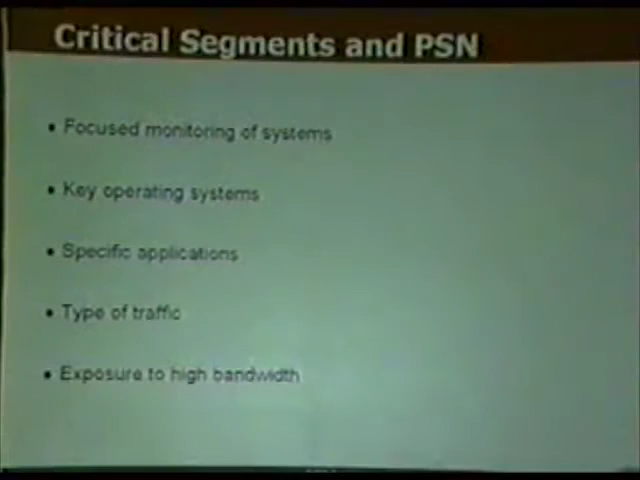 Critical Segments and PSN
• Focused monitoring of systems
• Key operating systems
• Specific applications
• Type of traffic
• Exposure to high bandwidth